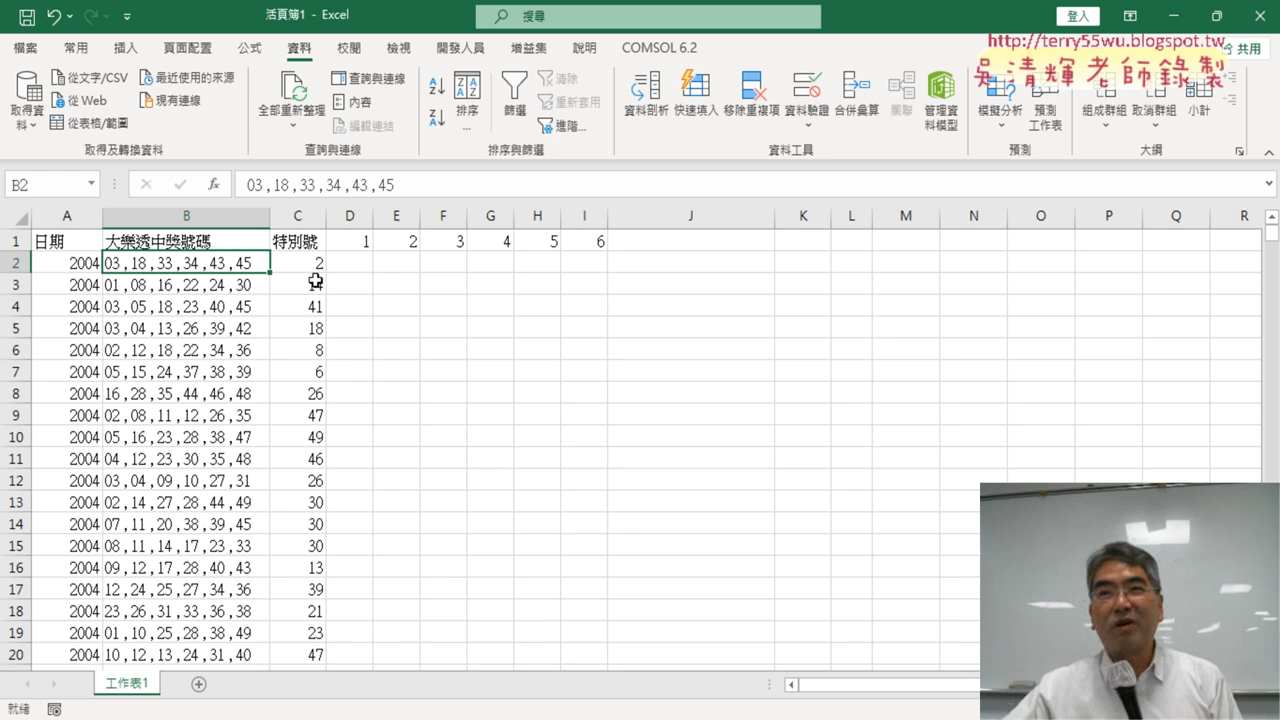 活頁簿1 - Excel
搜尋
登入
檔案 常用 插入 頁面配置 公式 資料 校閱 檢視 開發人員 增益集 說明 COMSOL 6.2
http://terry55wu.blogspot.tw
共用
吳清輝老師錄製
取得資料
從文字/CSV
從 Web
從表格/範圍
最近使用的來源
現有連線
取得及轉換資料
全部重新整理
查詢與連線
內容
編輯連結
查詢與連線
排序...
篩選
清除
重新套用
進階...
排序與篩選
資料剖析
快速填入
移除重複項
資料驗證
合併彙算
關聯
管理資料模型
資料工具
模擬分析
預測工作表
預測
組成群組
取消群組
小計
大綱
B2
fx
03,18,33,34,43,45
A B C D E F G H I J K L M N O P Q R
1 日期 大樂透中獎號碼 特別號 1 2 3 4 5 6
2 2004 03,18,33,34,43,45 2
3 2004 01,08,16,22,24,30
4 2004 03,05,18,23,40,45 41
5 2004 03,04,13,26,39,42 18
6 2004 02,12,18,22,34,36 8
7 2004 05,15,24,37,38,39 6
8 2004 16,28,35,44,46,48 26
9 2004 02,08,11,12,26,35 47
10 2004 05,16,23,28,38,47 49
11 2004 04,12,23,30,35,48 46
12 2004 03,04,09,10,27,31 26
13 2004 02,14,27,28,44,49 30
14 2004 07,11,20,38,39,45 30
15 2004 08,11,14,17,23,33 30
16 2004 09,12,17,28,40,43 13
17 2004 12,24,25,27,34,36 39
18 2004 23,26,31,33,36,38 21
19 2004 01,10,25,28,38,49 23
20 2004 10,12,13,24,31,40 47
工作表1
就緒